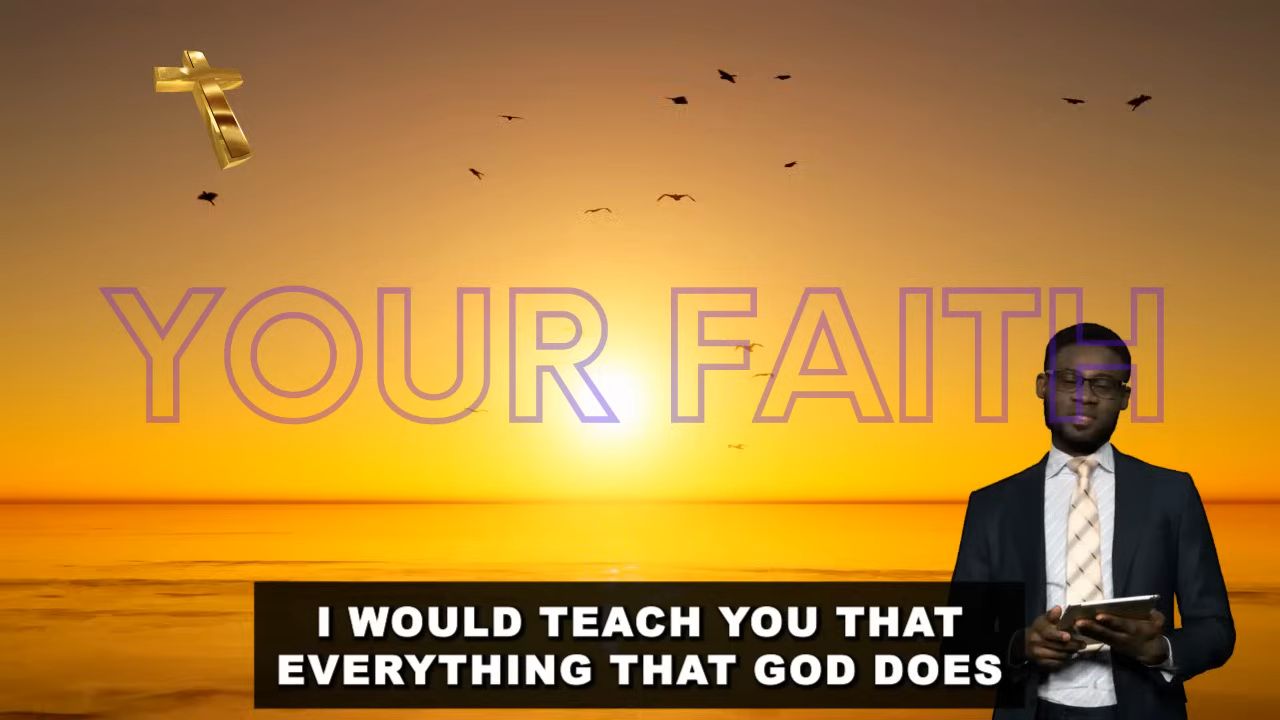 YOUR FAITH
I WOULD TEACH YOU THAT
EVERYTHING THAT GOD DOES